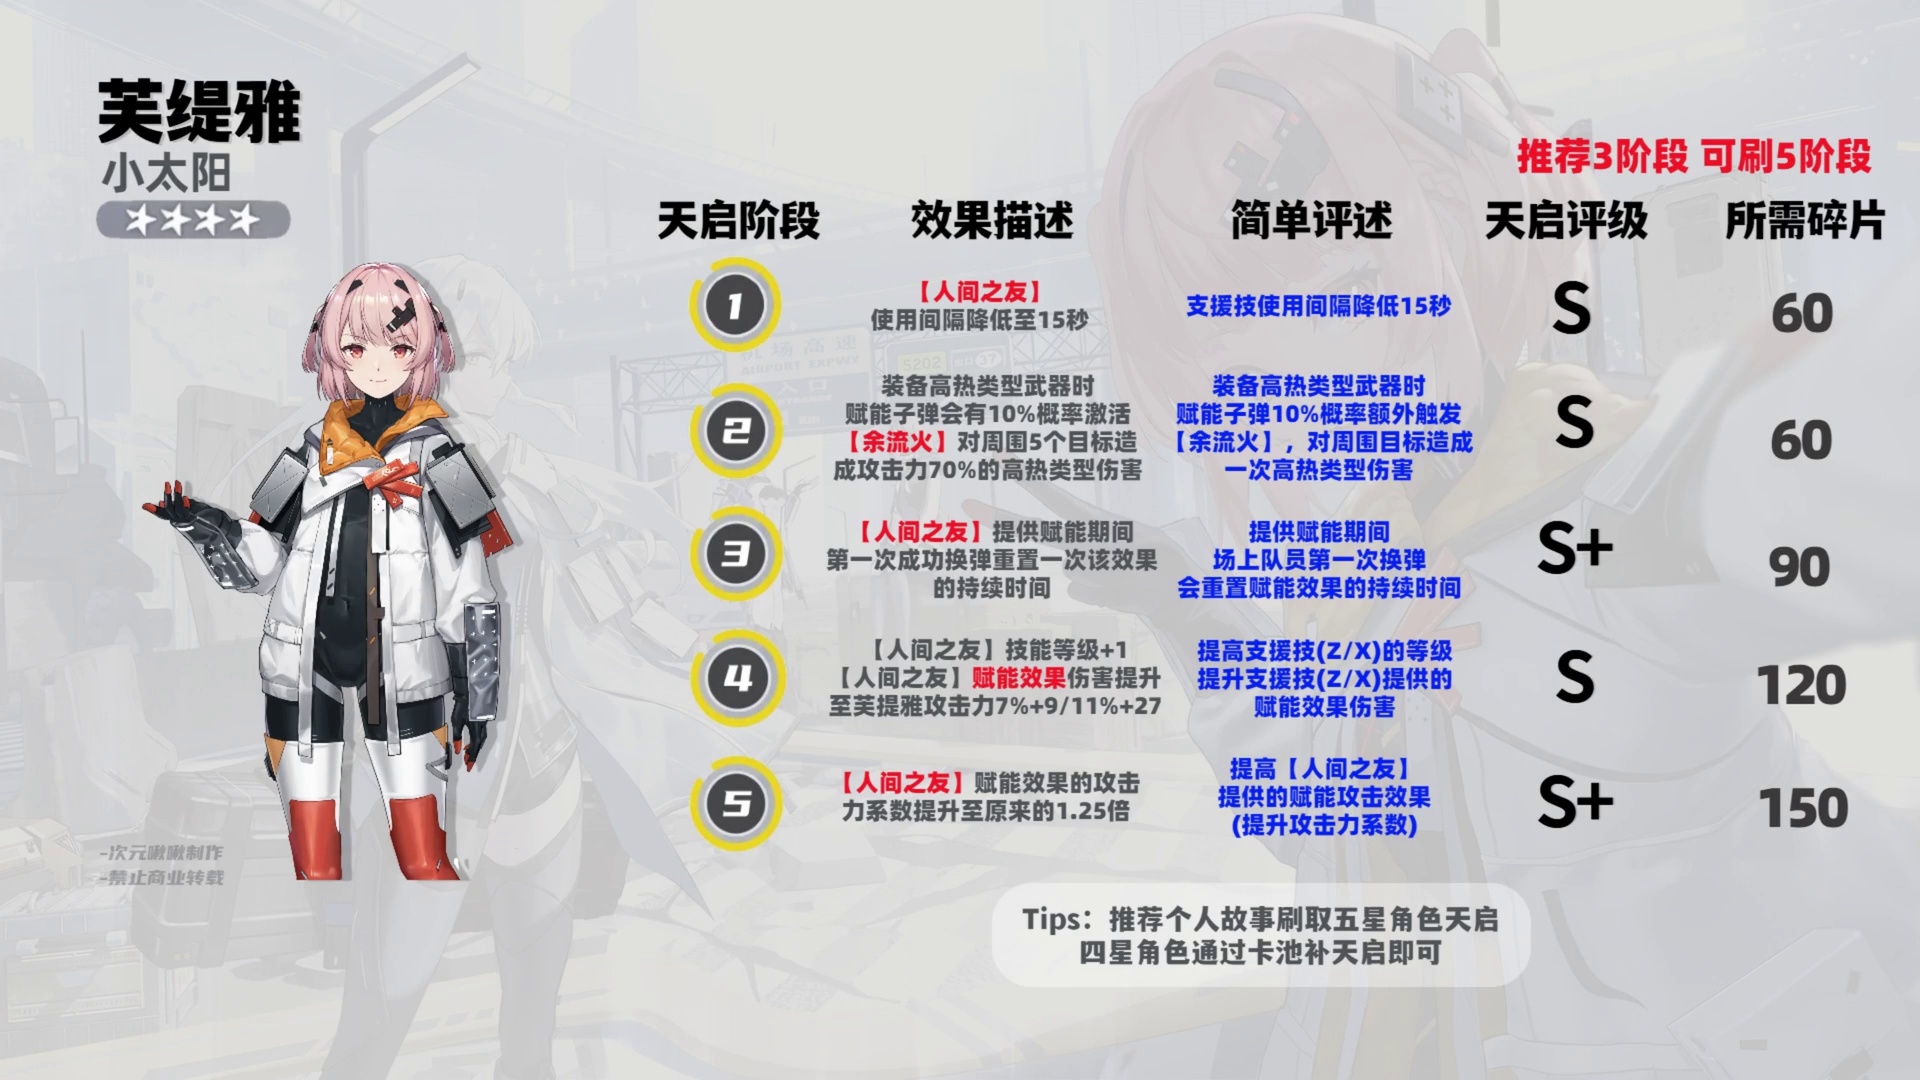 芙缇雅
小太阳
推荐3阶段 可刷5阶段
天启阶段 效果描述 简单评述 天启评级 所需碎片
1
【人间之友】
使用间隔降低至15秒
支援技使用间隔降低15秒
S
60
2
装备高热类型武器时
赋能子弹会有10%概率激活
【余流火】对周围5个目标造
成攻击力70%的高热类型伤害
装备高热类型武器时
赋能子弹10%概率额外触发
【余流火】，对周围目标造成
一次高热类型伤害
S
60
3
【人间之友】提供赋能期间
第一次成功换弹重置一次该效果
的持续时间
提供赋能期间
场上队员第一次换弹
会重置赋能效果的持续时间
S+
90
4
【人间之友】技能等级+1
【人间之友】赋能效果伤害提升
至芙提雅攻击力7%+9/11%+27
提高支援技(Z/X)的等级
提升支援技(Z/X)提供的
赋能效果伤害
S
120
5
【人间之友】赋能效果的攻击
力系数提升至原来的1.25倍
提高【人间之友】
提供的赋能攻击效果
(提升攻击力系数)
S+
150
-次元啾啾制作
-禁止商业转载
Tips：推荐个人故事刷取五星角色天启
四星角色通过卡池补天启即可
机场高速
AIRPORT EXPWY
入口
S202